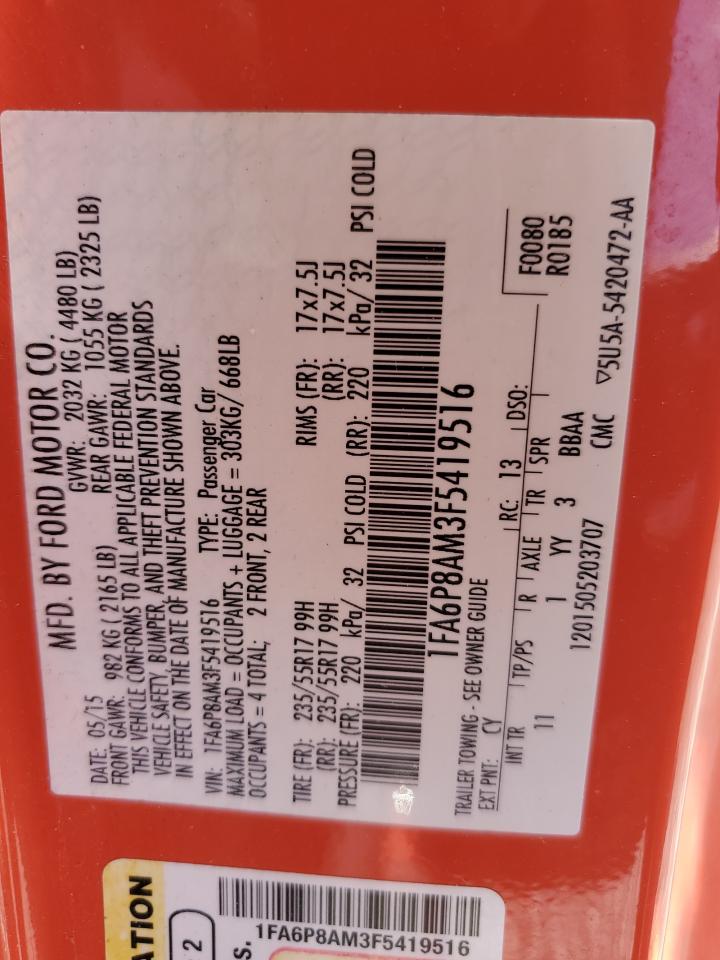 MFD. BY FORD MOTOR CO.
DATE: 05/15 GVWR: 2032 KG ( 4480 LB)
FRONT GAWR: 982 KG ( 2165 LB) REAR GAWR: 1055 KG ( 2325 LB)
THIS VEHICLE CONFORMS TO ALL APPLICABLE FEDERAL MOTOR
VEHICLE SAFETY, BUMPER, AND THEFT PREVENTION STANDARDS
IN EFFECT ON THE DATE OF MANUFACTURE SHOWN ABOVE.
VIN: 1FA6P8AM3F5419516 TYPE: Passenger Car
MAXIMUM LOAD = OCCUPANTS + LUGGAGE = 303KG/ 668LB
OCCUPANTS = 4 TOTAL; 2 FRONT, 2 REAR
TIRE (FR): 235/55R17 99H RIMS (FR): 17x7.5J
(RR): 235/55R17 99H (RR): 17x7.5J
PRESSURE (FR): 220 kPa/ 32 PSI COLD (RR): 220 kPa/ 32 PSI COLD
1FA6P8AM3F5419516
TRAILER TOWING - SEE OWNER GUIDE
EXT PNT: CY RC: 13 DSO: F0080
R01B5
INT TR TP/PS R AXLE TR SPR
11 1 YY 3 BBAA
1201505203707 CMC ▽5U5A-5420472-AA
ATION
2
S.
1FA6P8AM3F5419516